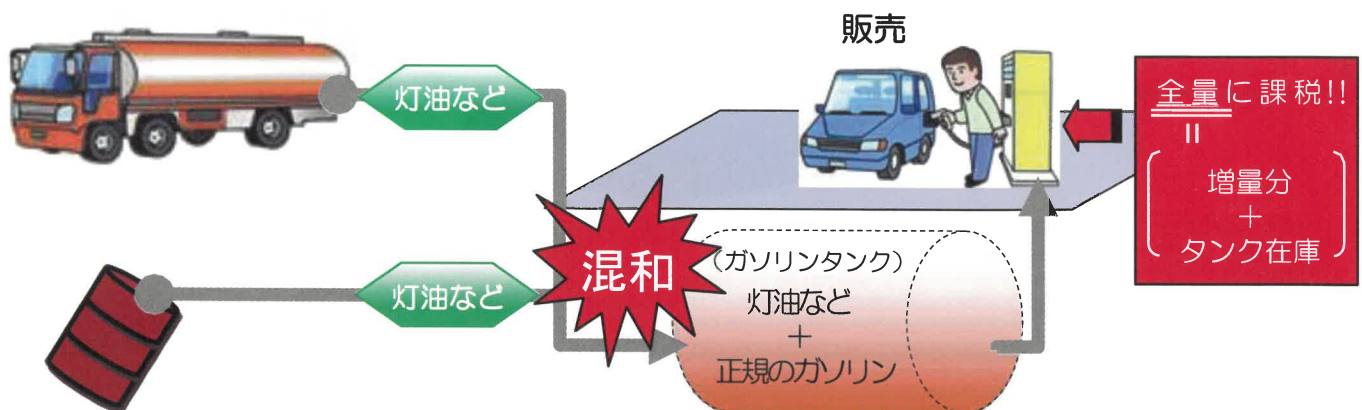 販売
灯油など
全量に課税!!
=
増量分
+
タンク在庫
混和
(ガソリンタンク)
灯油など
+
正規のガソリン
灯油など